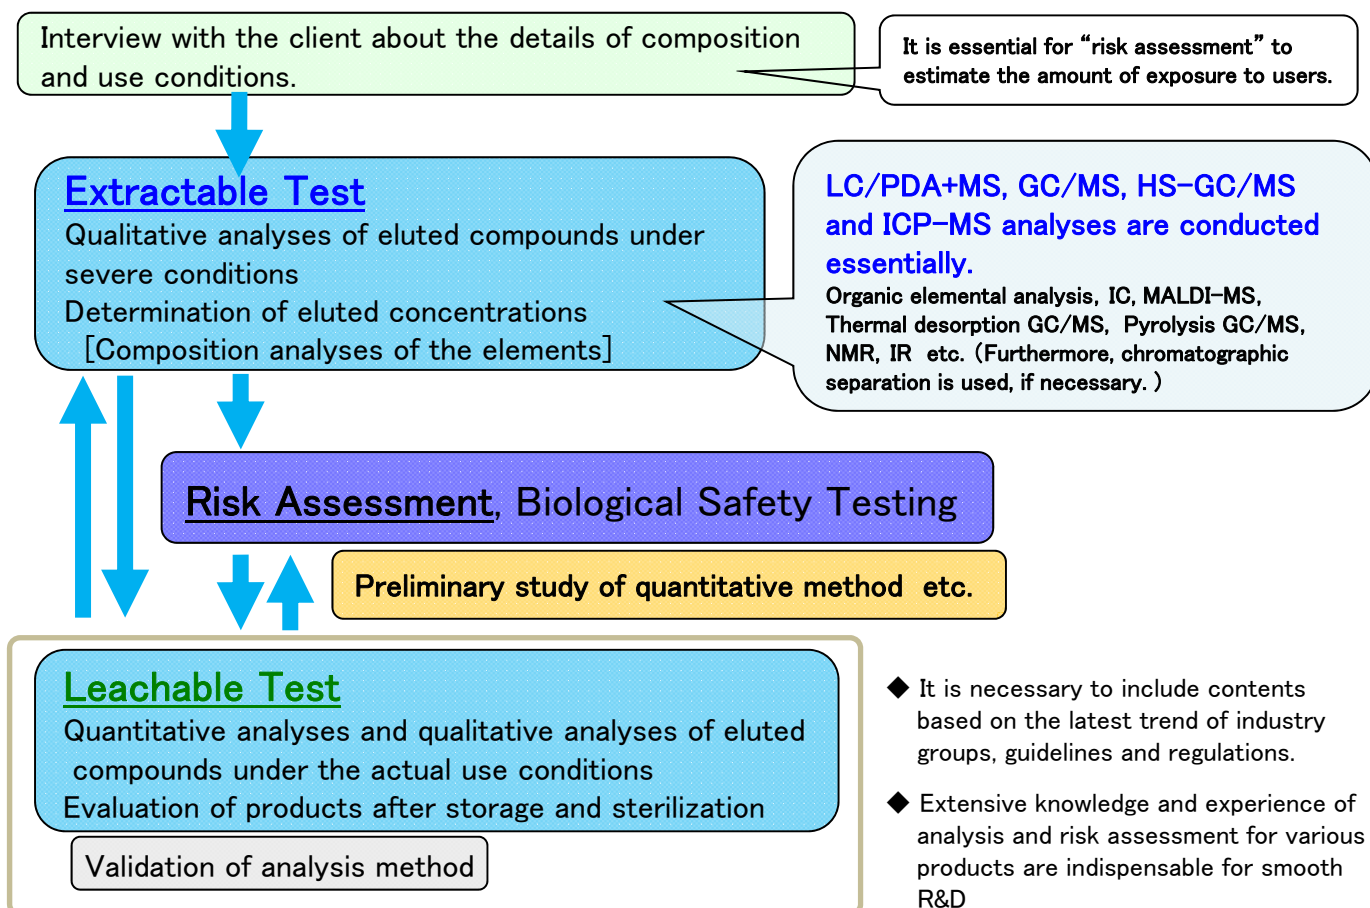 Interview with the client about the details of composition
and use conditions.
It is essential for “risk assessment” to
estimate the amount of exposure to users.
Extractable Test
Qualitative analyses of eluted compounds under
severe conditions
Determination of eluted concentrations
[Composition analyses of the elements]
LC/PDA+MS, GC/MS, HS-GC/MS
and ICP-MS analyses are conducted
essentially.
Organic elemental analysis, IC, MALDI-MS,
Thermal desorption GC/MS, Pyrolysis GC/MS,
NMR, IR etc. (Furthermore, chromatographic
separation is used, if necessary. )
Risk Assessment, Biological Safety Testing
Preliminary study of quantitative method etc.
Leachable Test
Quantitative analyses and qualitative analyses of eluted
compounds under the actual use conditions
Evaluation of products after storage and sterilization
Validation of analysis method
◆ It is necessary to include contents
based on the latest trend of industry
groups, guidelines and regulations.
◆ Extensive knowledge and experience of
analysis and risk assessment for various
products are indispensable for smooth
R&D